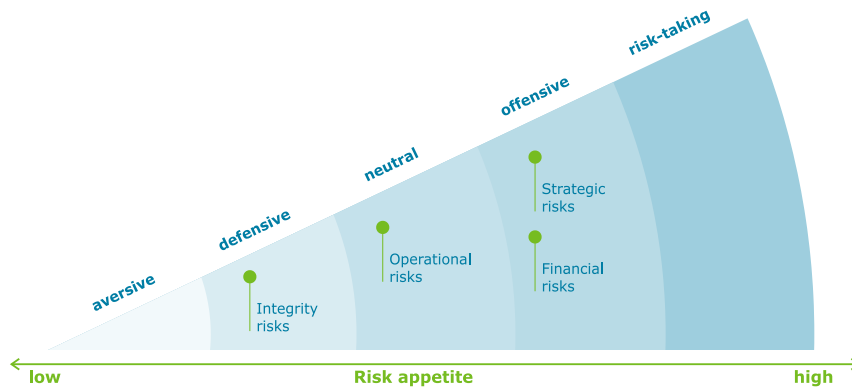 risk-taking
offensive
neutral
defensive
aversive
Strategic
risks
Operational
risks
Financial
risks
Integrity
risks
low
Risk appetite
high